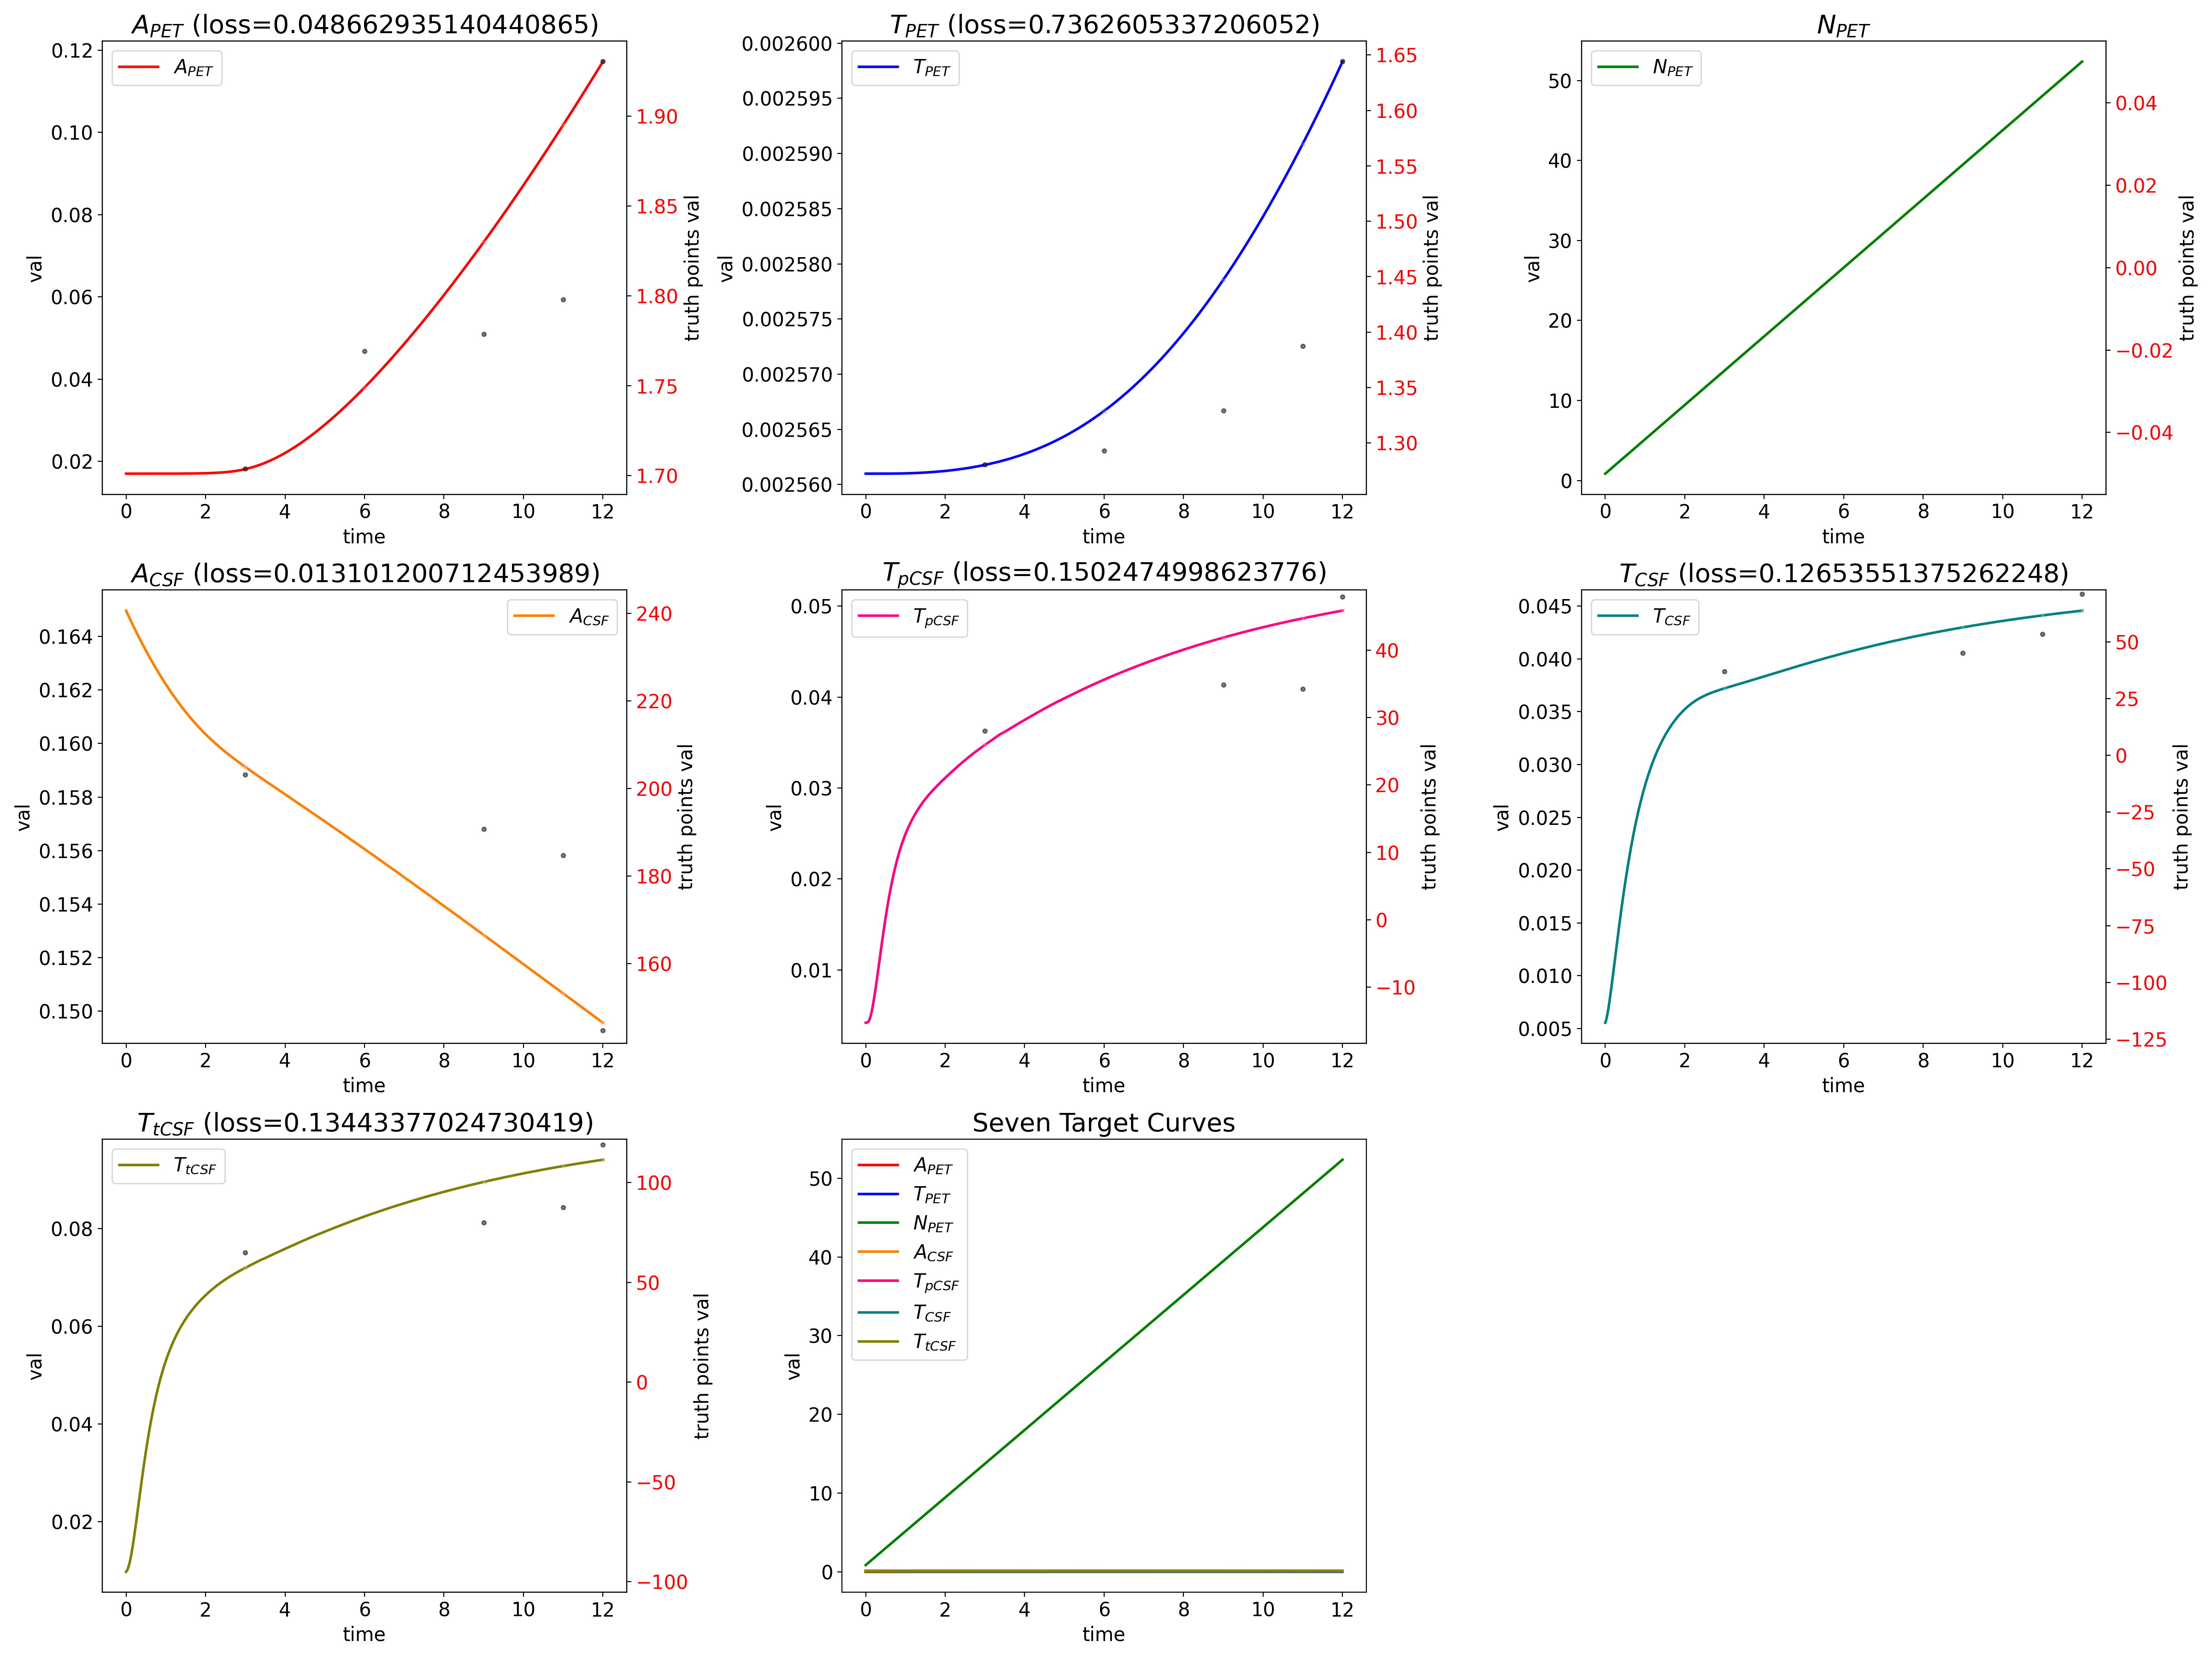 A_PET (loss=0.048662935140440865)
A_PET
0.12
0.10
0.08
0.06
0.04
0.02
val
1.90
1.85
1.80
1.75
1.70
truth points val
0 2 4 6 8 10 12
time
T_PET (loss=0.7362605337206052)
T_PET
0.002600
0.002595
0.002590
0.002585
0.002580
0.002575
0.002570
0.002565
0.002560
val
1.65
1.60
1.55
1.50
1.45
1.40
1.35
1.30
truth points val
0 2 4 6 8 10 12
time
N_PET
N_PET
50
40
30
20
10
0
val
0.04
0.02
0.00
−0.02
−0.04
truth points val
0 2 4 6 8 10 12
time
A_CSF (loss=0.013101200712453989)
A_CSF
0.164
0.162
0.160
0.158
0.156
0.154
0.152
0.150
val
240
220
200
180
160
truth points val
0 2 4 6 8 10 12
time
T_pCSF (loss=0.1502474998623776)
T_pCSF
0.05
0.04
0.03
0.02
0.01
val
40
30
20
10
0
−10
truth points val
0 2 4 6 8 10 12
time
T_CSF (loss=0.12653551375262248)
T_CSF
0.045
0.040
0.035
0.030
0.025
0.020
0.015
0.010
0.005
val
50
25
0
−25
−50
−75
−100
−125
truth points val
0 2 4 6 8 10 12
time
T_tCSF (loss=0.13443377024730419)
T_tCSF
0.08
0.06
0.04
0.02
val
100
50
0
−50
−100
truth points val
0 2 4 6 8 10 12
time
Seven Target Curves
A_PET
T_PET
N_PET
A_CSF
T_pCSF
T_CSF
T_tCSF
50
40
30
20
10
0
val
0 2 4 6 8 10 12
time